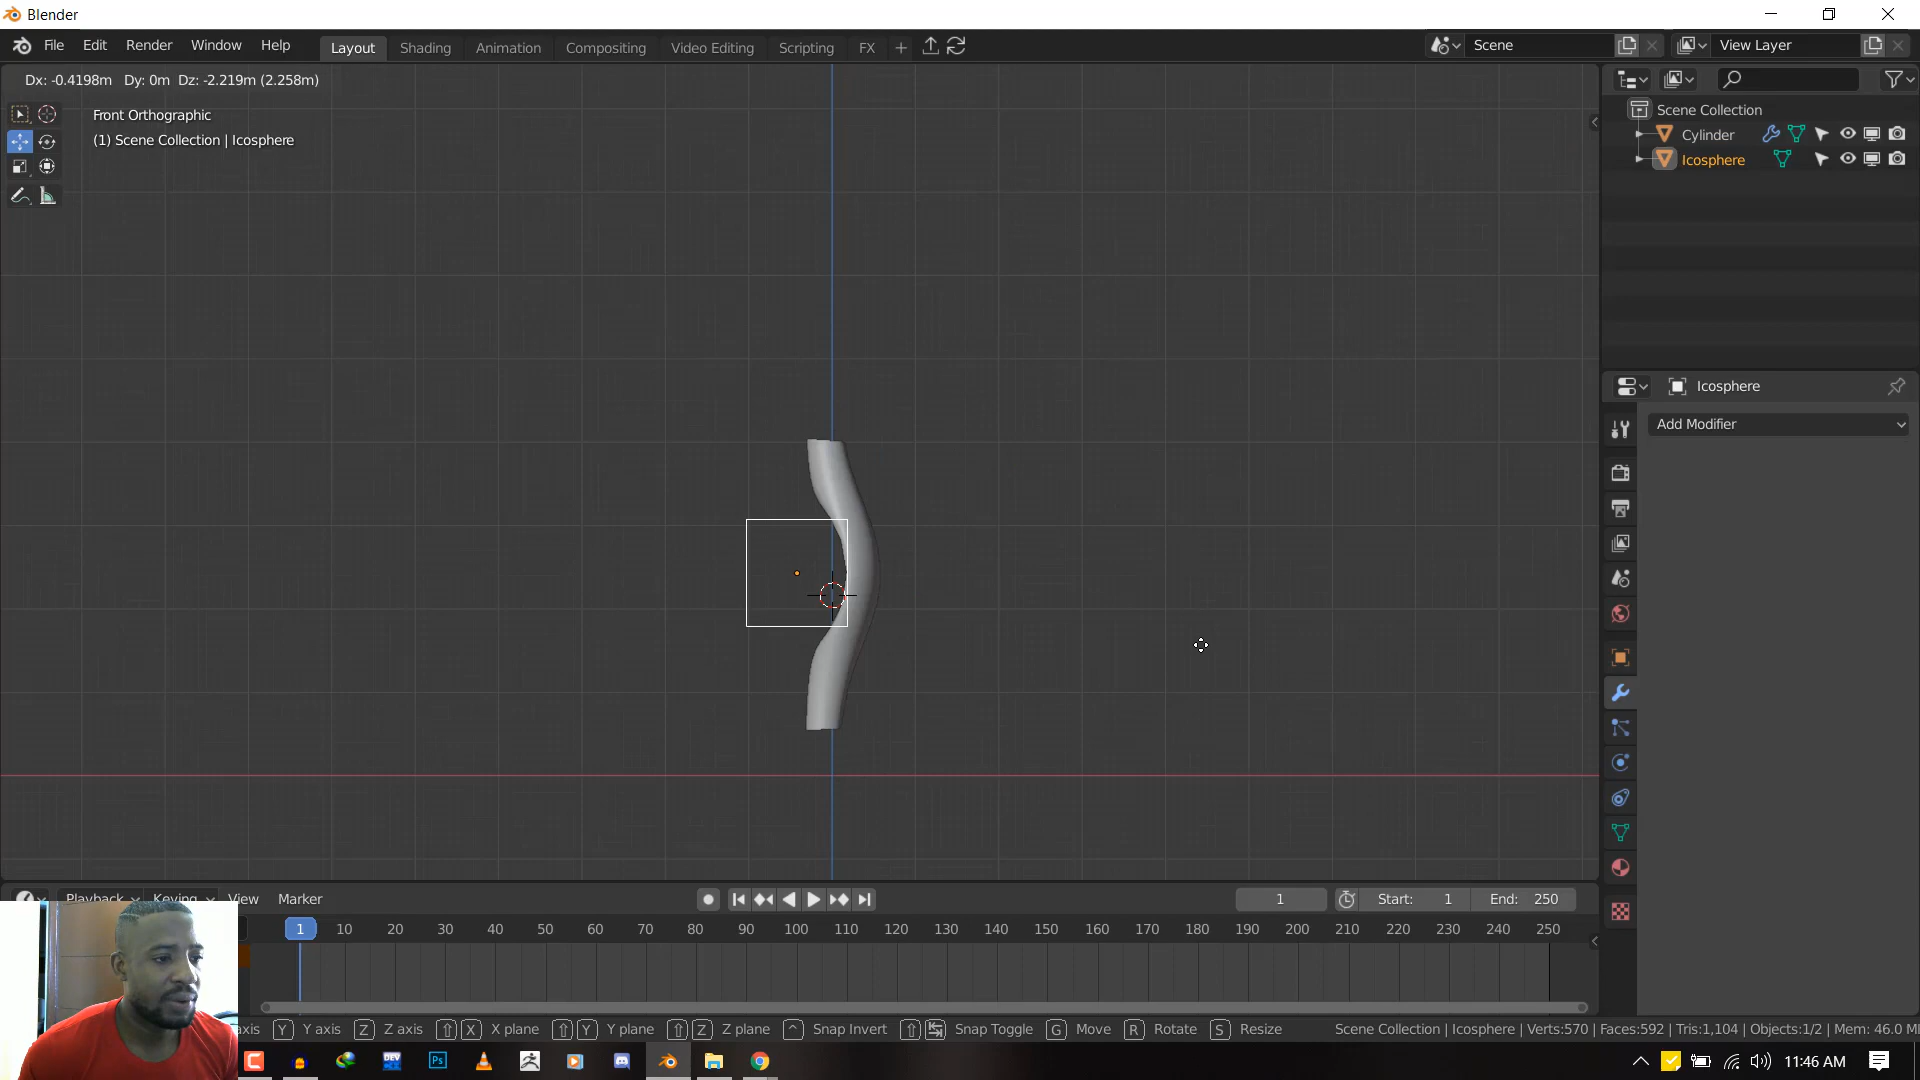 Blender
File Edit Render Window Help Layout Shading Animation Compositing Video Editing Scripting FX Scene View Layer
Dx: -0.4198m Dy: 0m Dz: -2.219m (2.258m)
Front Orthographic
(1) Scene Collection | Icosphere
Scene Collection
Cylinder
Icosphere
Icosphere
Add Modifier
Playback Keying View Marker 1 Start: 1 End: 250
1 10 20 30 40 50 60 70 80 90 100 110 120 130 140 150 160 170 180 190 200 210 220 230 240 250
axis Y Y axis Z Z axis X X plane Y Y plane Z Z plane ^ Snap Invert Snap Toggle G Move R Rotate S Resize Scene Collection | Icosphere | Verts:570 | Faces:592 | Tris:1,104 | Objects:1/2 | Mem: 46.0 M
DEV Ps 11:46 AM